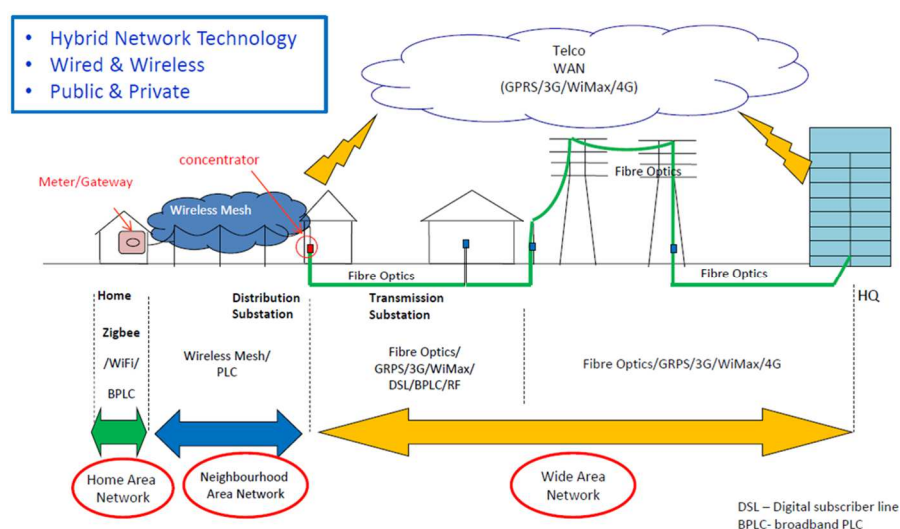 • Hybrid Network Technology
• Wired & Wireless
• Public & Private
Telco
WAN
(GPRS/3G/WiMax/4G)
concentrator
Meter/Gateway
Wireless Mesh
Fibre Optics
Fibre Optics
Fibre Optics
HQ
Home
Distribution
Substation
Transmission
Substation
Zigbee
/WiFi/
BPLC
Wireless Mesh/
PLC
Fibre Optics/
GRPS/3G/WiMax/
DSL/BPLC/RF
Fibre Optics/GRPS/3G/WiMax/4G
Home Area
Network
Neighbourhood
Area Network
Wide Area
Network
DSL – Digital subscriber line
BPLC- broadband PLC